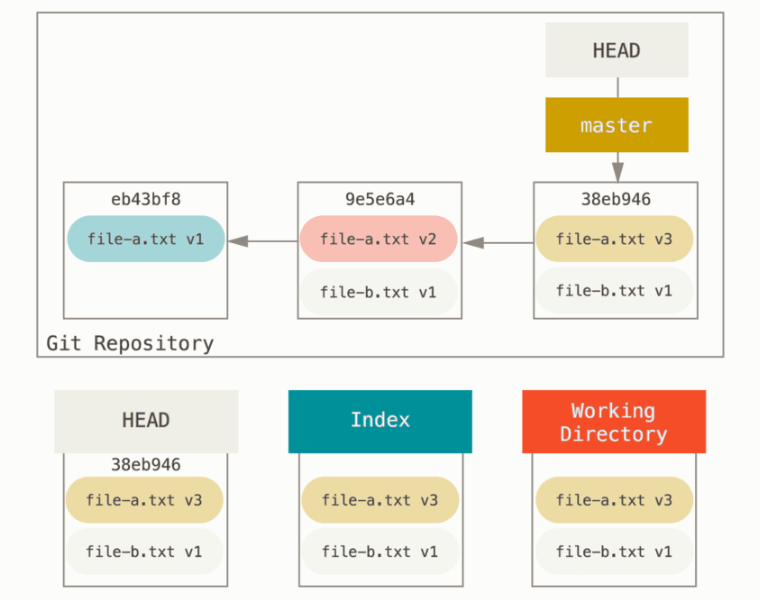 HEAD
master
eb43bf8
9e5e6a4
38eb946
file-a.txt v1
file-a.txt v2
file-a.txt v3
file-b.txt v1
file-b.txt v1
Git Repository
HEAD
Index
Working
Directory
38eb946
file-a.txt v3
file-a.txt v3
file-a.txt v3
file-b.txt v1
file-b.txt v1
file-b.txt v1